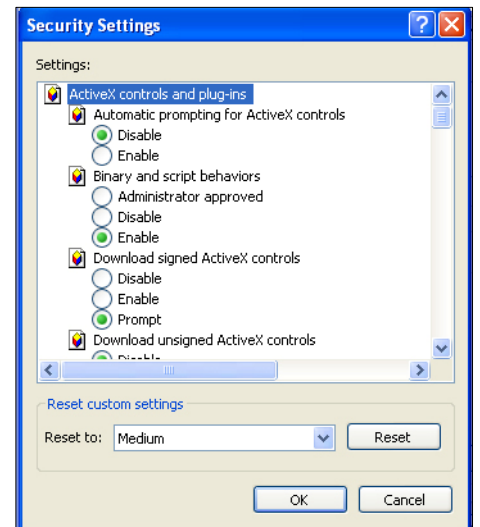 Security Settings
Settings:
ActiveX controls and plug-ins
Automatic prompting for ActiveX controls
Disable
Enable
Binary and script behaviors
Administrator approved
Disable
Enable
Download signed ActiveX controls
Disable
Enable
Prompt
Download unsigned ActiveX controls
Disable
Reset custom settings
Reset to: Medium Reset
OK Cancel